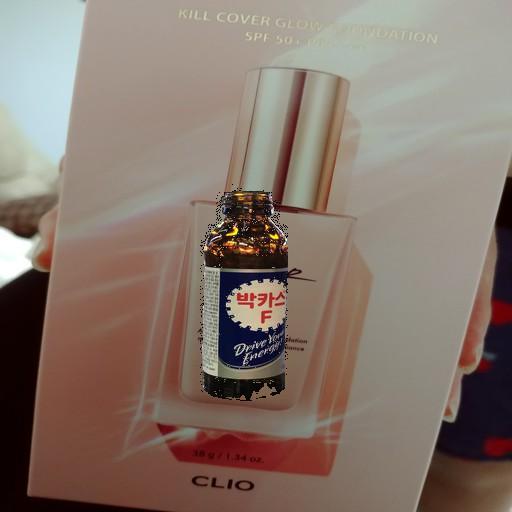 KILL COVER GLOW FOUNDATION
SPF 50+
박카스
F
Drive Your
Energy
38 g / 1.34 oz.
CLIO